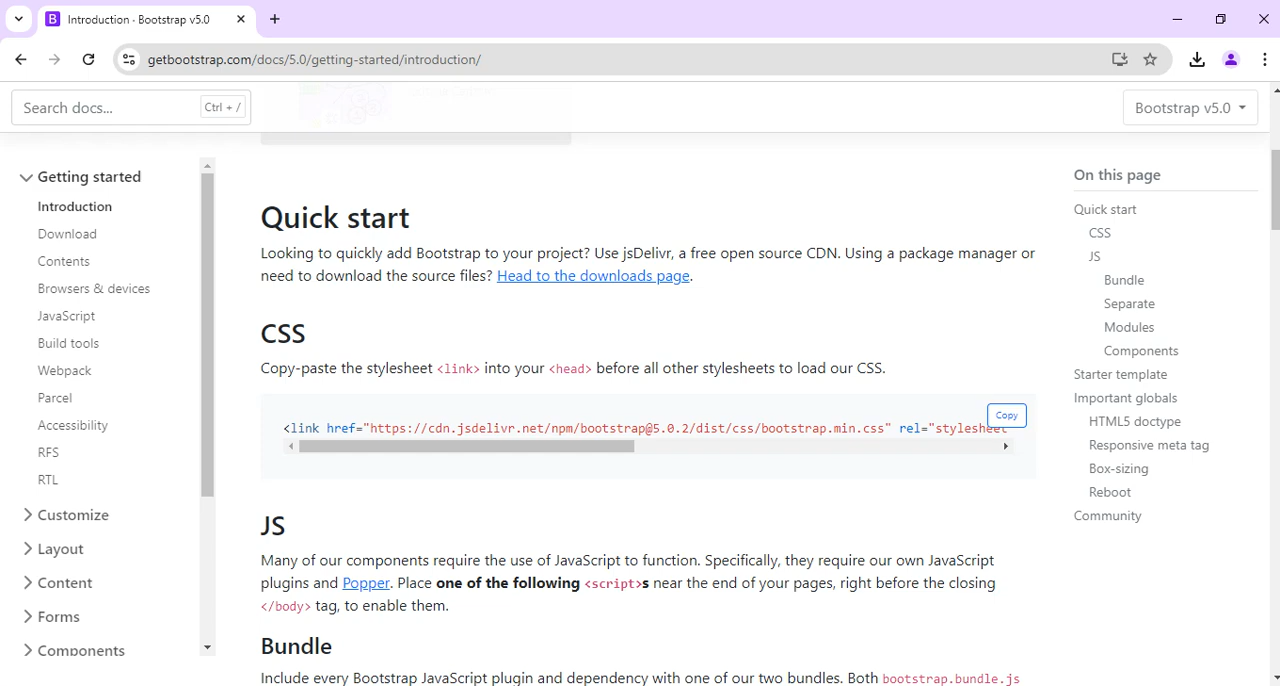 Introduction · Bootstrap v5.0
getbootstrap.com/docs/5.0/getting-started/introduction/
Search docs...
Ctrl + /
Bootstrap v5.0
Getting started
Introduction
Download
Contents
Browsers & devices
JavaScript
Build tools
Webpack
Parcel
Accessibility
RFS
RTL
Customize
Layout
Content
Forms
Components
Quick start
Looking to quickly add Bootstrap to your project? Use jsDelivr, a free open source CDN. Using a package manager or
need to download the source files? Head to the downloads page.
CSS
Copy-paste the stylesheet <link> into your <head> before all other stylesheets to load our CSS.
Copy
<link href="https://cdn.jsdelivr.net/npm/bootstrap@5.0.2/dist/css/bootstrap.min.css" rel="stylesheet
JS
Many of our components require the use of JavaScript to function. Specifically, they require our own JavaScript
plugins and Popper. Place one of the following <script>s near the end of your pages, right before the closing
</body> tag, to enable them.
Bundle
Include every Bootstrap JavaScript plugin and dependency with one of our two bundles. Both bootstrap.bundle.js
On this page
Quick start
CSS
JS
Bundle
Separate
Modules
Components
Starter template
Important globals
HTML5 doctype
Responsive meta tag
Box-sizing
Reboot
Community